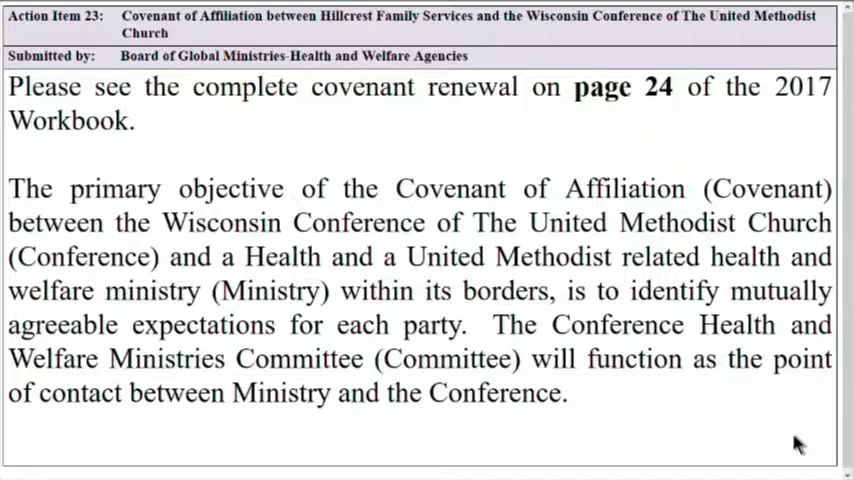 Action Item 23: Covenant of Affiliation between Hillcrest Family Services and the Wisconsin Conference of The United Methodist
Church
Submitted by: Board of Global Ministries-Health and Welfare Agencies
Please see the complete covenant renewal on page 24 of the 2017
Workbook.
The primary objective of the Covenant of Affiliation (Covenant)
between the Wisconsin Conference of The United Methodist Church
(Conference) and a Health and a United Methodist related health and
welfare ministry (Ministry) within its borders, is to identify mutually
agreeable expectations for each party. The Conference Health and
Welfare Ministries Committee (Committee) will function as the point
of contact between Ministry and the Conference.